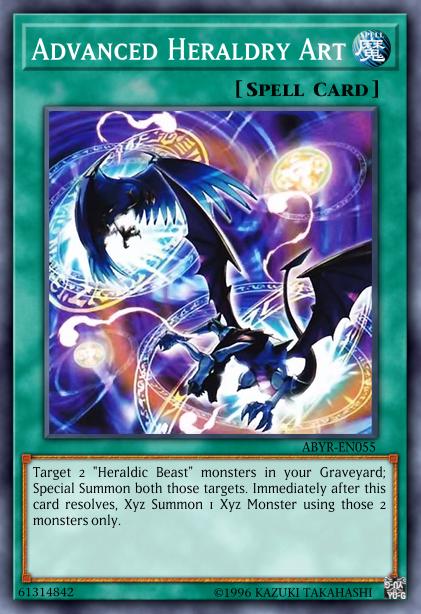 ADVANCED HERALDRY ART
SPELL
魔
[SPELL CARD]
ABYR-EN055
Target 2 "Heraldic Beast" monsters in your Graveyard;
Special Summon both those targets. Immediately after this
card resolves, Xyz Summon 1 Xyz Monster using those 2
monsters only.
61314842
©1996 KAZUKI TAKAHASHI